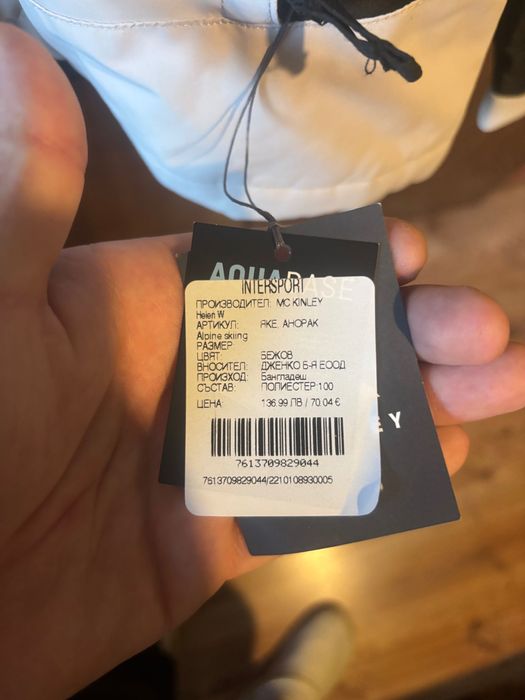 AQUABASE
INTERSPORT
ПРОИЗВОДИТЕЛ: MC KINLEY
Helen W
АРТИКУЛ: ЯКЕ, АНОРАК
Alpine skiing
РАЗМЕР
ЦВЯТ: БЕЖОВ
ВНОСИТЕЛ: ДЖЕНКО Б-Я ЕООД
ПРОИЗХОД: Бангладеш
СЪСТАВ: ПОЛИЕСТЕР:100
ЦЕНА: 136.99 ЛВ / 70.04 €
E Y
7613709829044
7613709829044/2210108930005